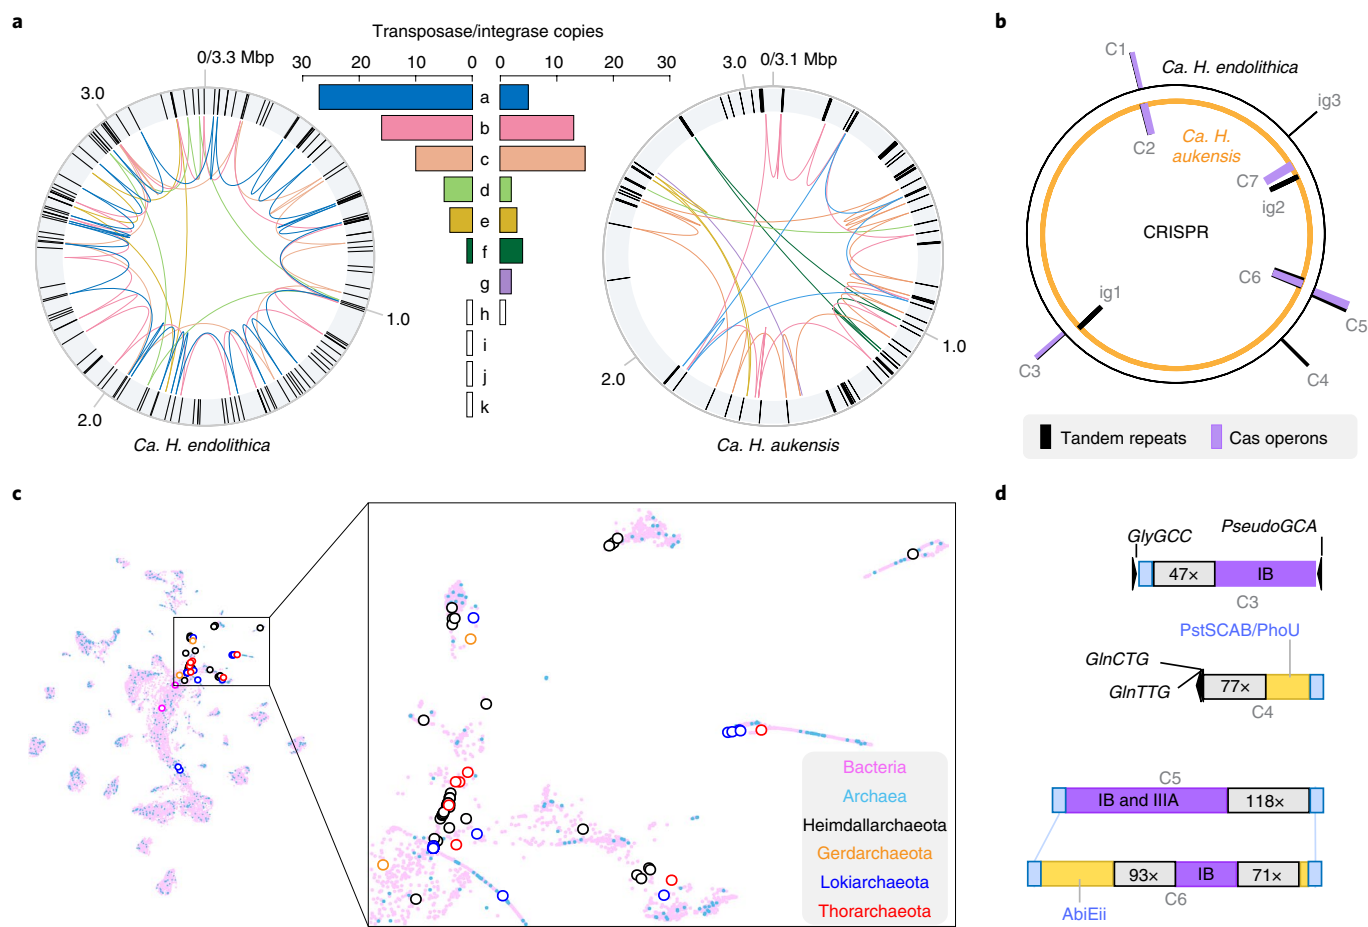 a
Transposase/integrase copies
0/3.3 Mbp
30 20 10 0 0 10 20 30
3.0
3.0
0/3.1 Mbp
a
b
c
d
e
f
g
h
i
j
k
1.0
2.0
Ca. H. endolithica
1.0
2.0
Ca. H. aukensis
b
C1
Ca. H. endolithica
ig3
C2
Ca. H.
aukensis
C7
ig2
CRISPR
C6
C5
ig1
C3
C4
Tandem repeats
Cas operons
c
Bacteria
Archaea
Heimdallarchaeota
Gerdarchaeota
Lokiarchaeota
Thorarchaeota
d
GlyGCC
PseudoGCA
47×
IB
C3
PstSCAB/PhoU
GlnCTG
GlnTTG
77×
C4
C5
IB and IIIA
118×
93×
IB
71×
C6
AbiEii